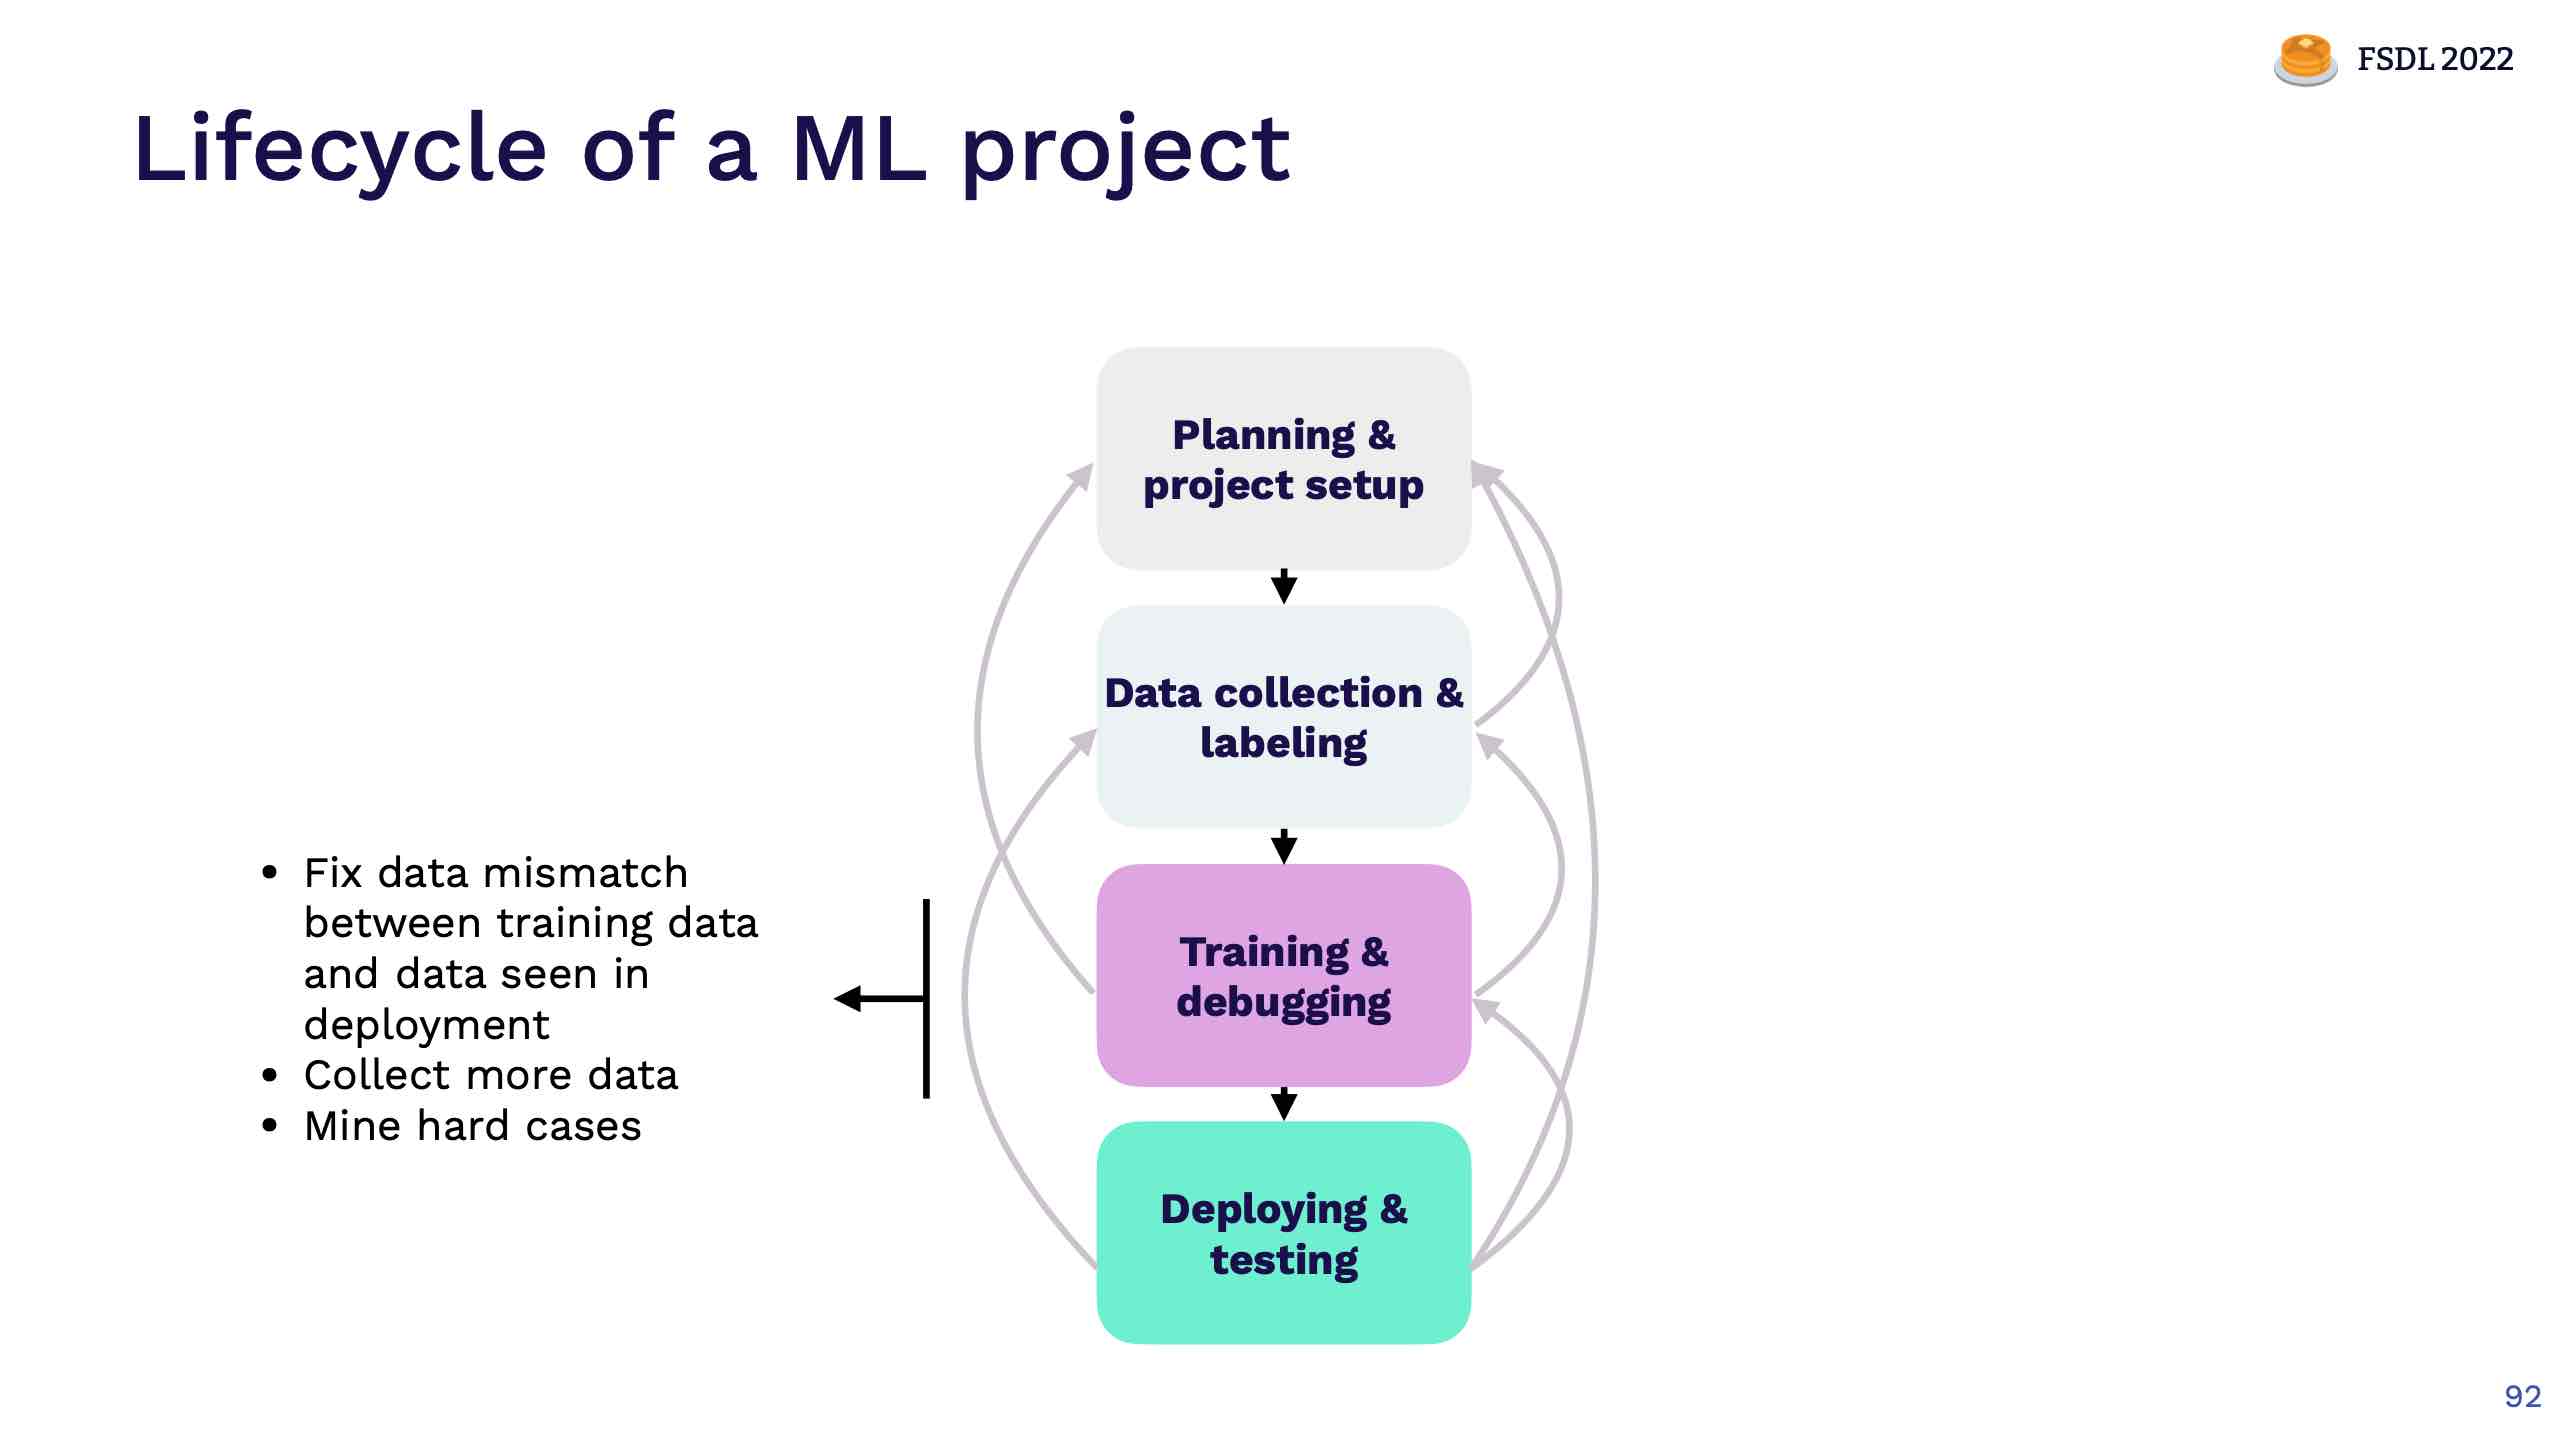 FSDL 2022
Lifecycle of a ML project
Planning &
project setup
Data collection &
labeling
• Fix data mismatch
between training data
and data seen in
deployment
• Collect more data
• Mine hard cases
Training &
debugging
Deploying &
testing
92